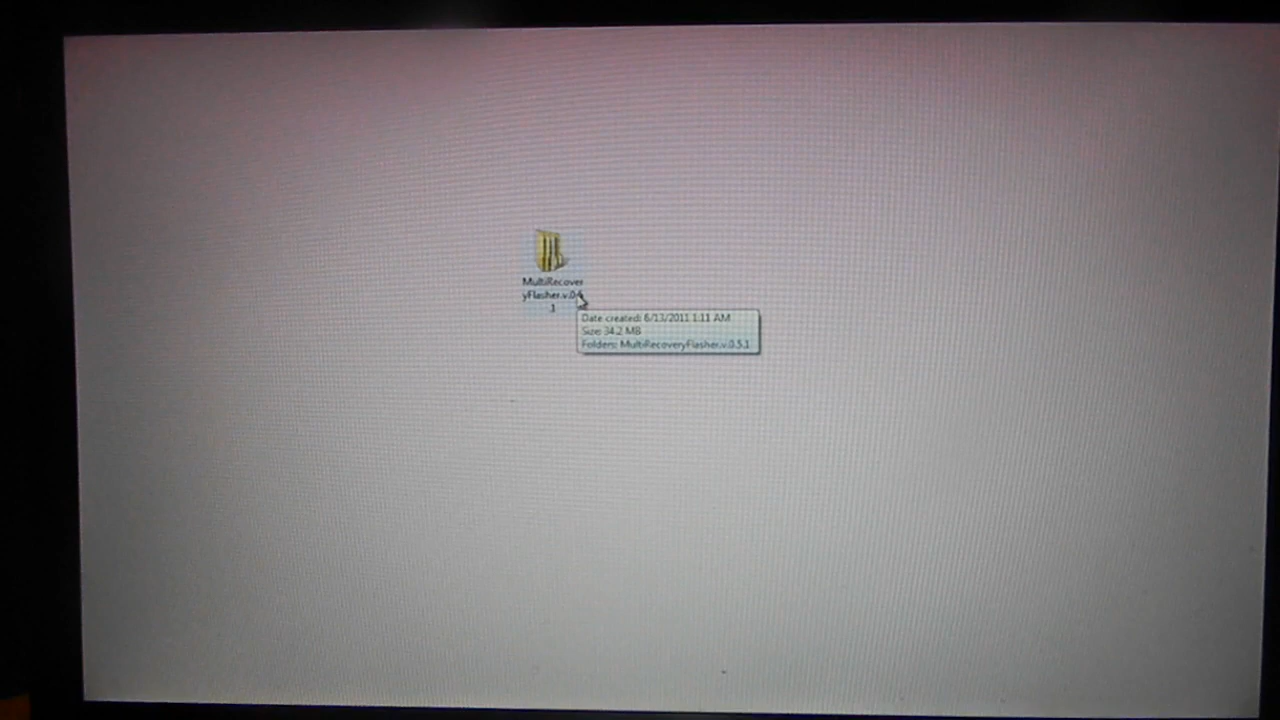 MultiRecover
yFlasher.v.0.5
.1
Date created: 6/13/2011 1:11 AM
Size: 34.2 MB
Folders: MultiRecoveryFlasher.v.0.5.1